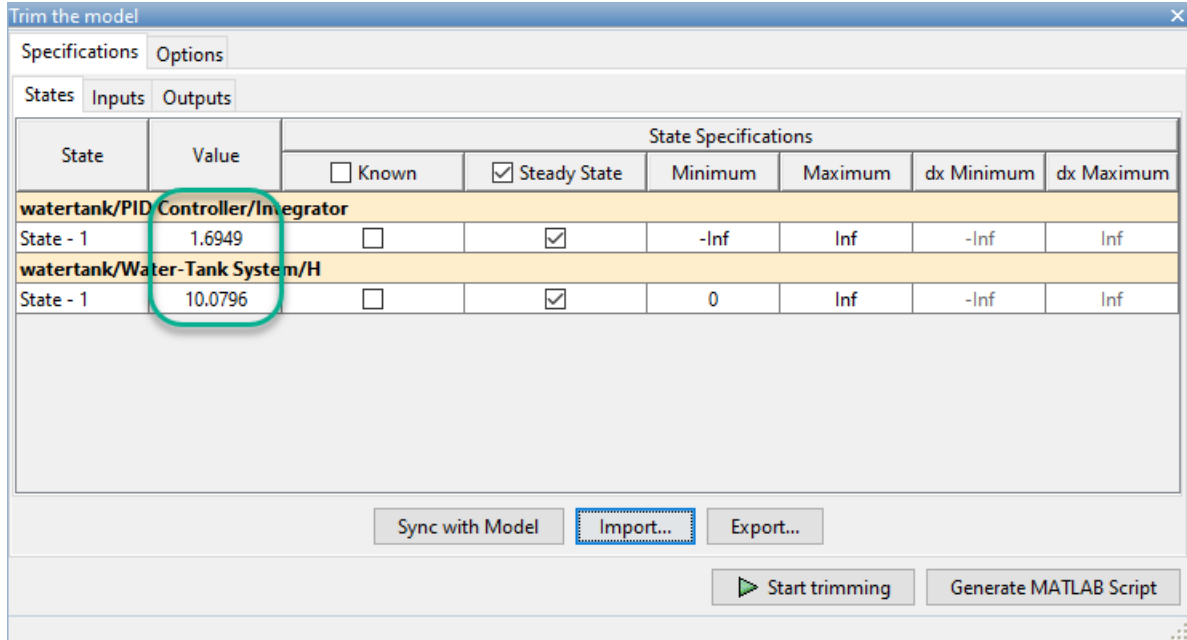 Trim the model
Specifications Options
States Inputs Outputs
State Value State Specifications
Known Steady State Minimum Maximum dx Minimum dx Maximum
watertank/PID Controller/Integrator
State - 1 1.6949 -Inf Inf -Inf Inf
watertank/Water-Tank System/H
State - 1 10.0796 0 Inf -Inf Inf
Sync with Model Import... Export...
Start trimming Generate MATLAB Script